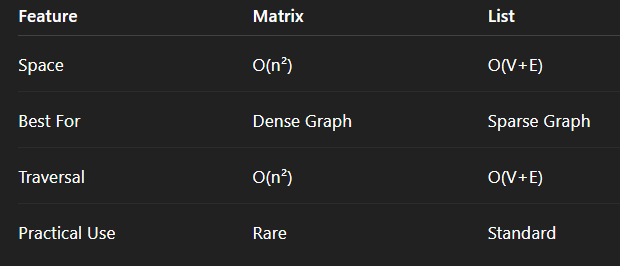 Feature Matrix List
Space O(n²) O(V+E)
Best For Dense Graph Sparse Graph
Traversal O(n²) O(V+E)
Practical Use Rare Standard